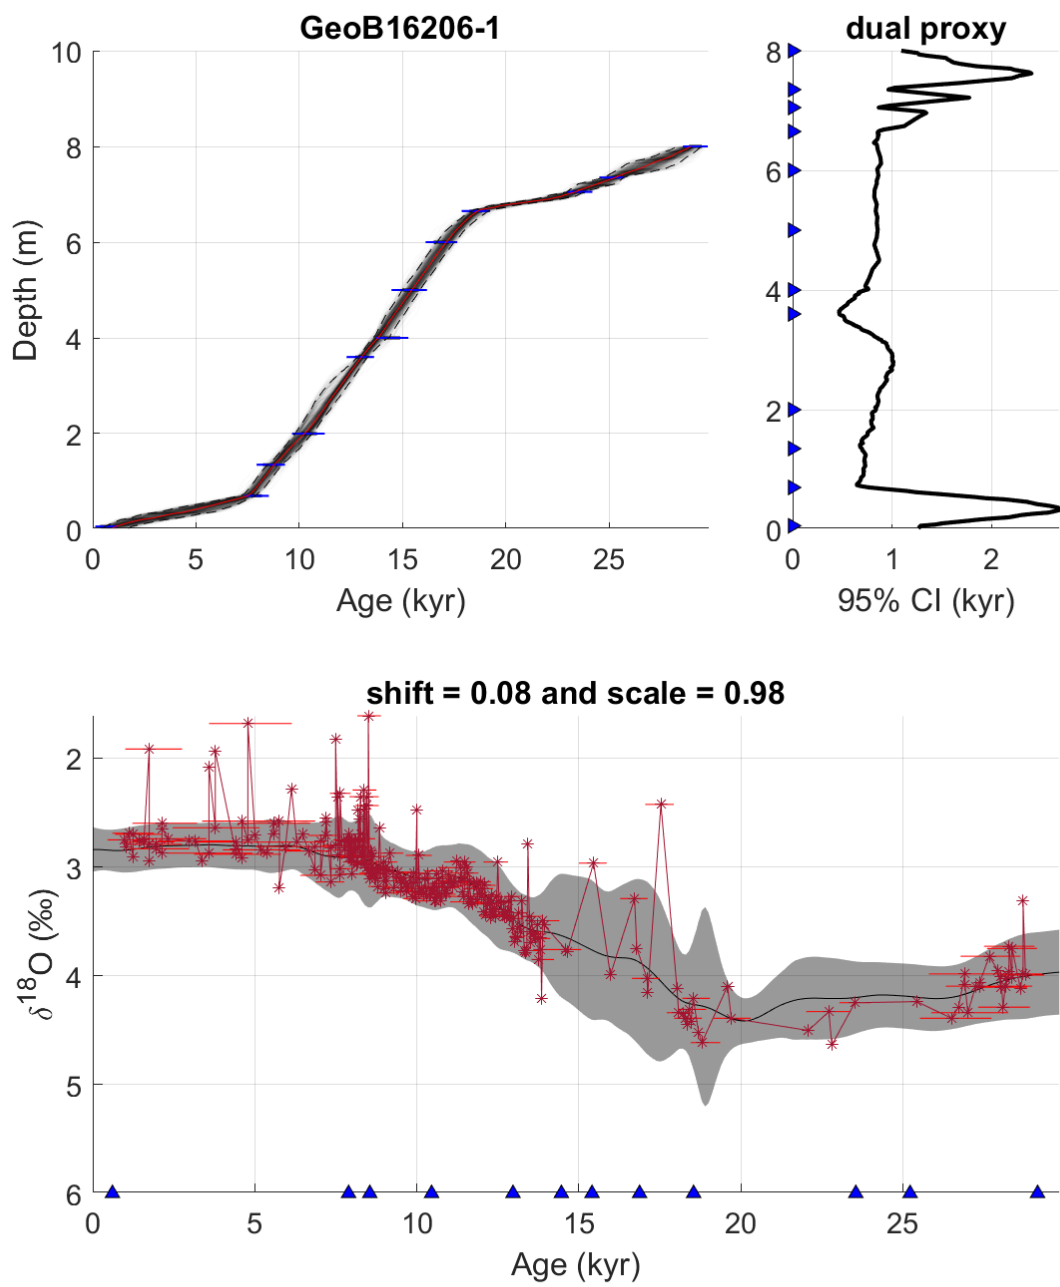 GeoB16206-1
10
8
6
4
2
0
Depth (m)
0 5 10 15 20 25
Age (kyr)
dual proxy
8
6
4
2
0
0 1 2
95% CI (kyr)
shift = 0.08 and scale = 0.98
2
3
4
5
6
δ18O (‰)
0 5 10 15 20 25
Age (kyr)